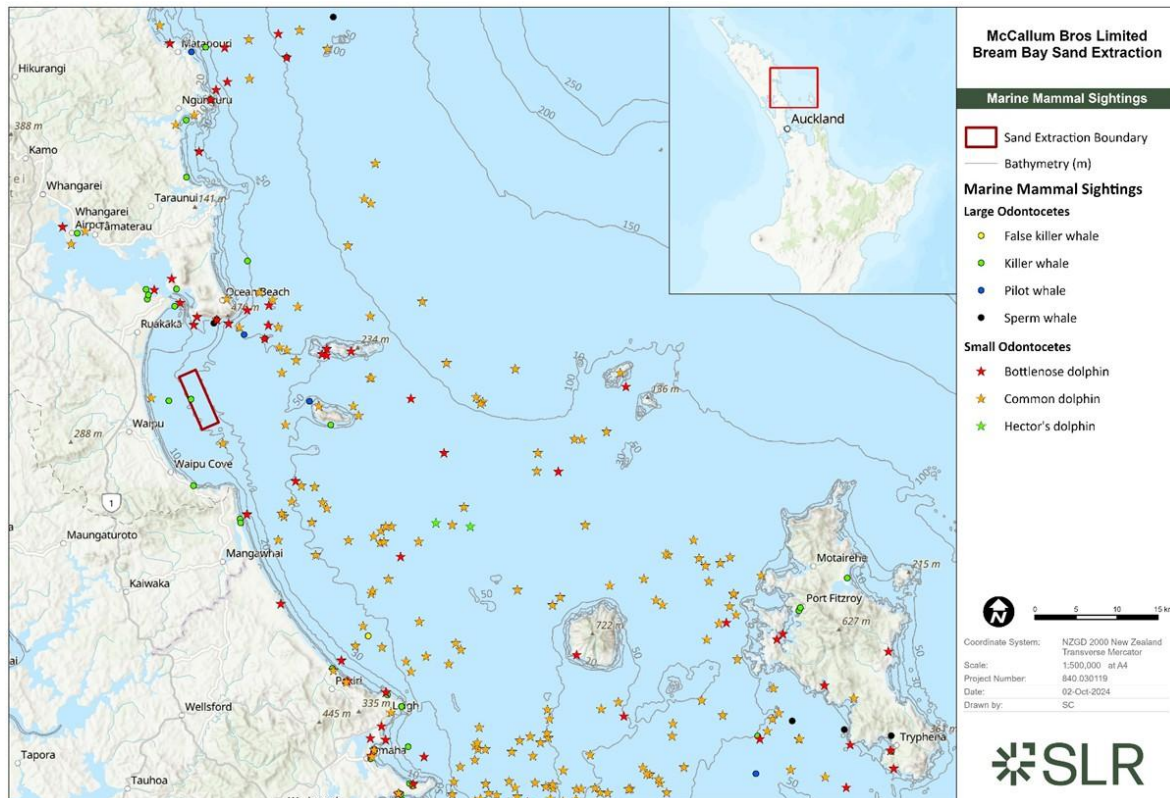 McCallum Bros Limited
Bream Bay Sand Extraction
Marine Mammal Sightings
Sand Extraction Boundary
Bathymetry (m)
Marine Mammal Sightings
Large Odontocetes
False killer whale
Killer whale
Pilot whale
Sperm whale
Small Odontocetes
Bottlenose dolphin
Common dolphin
Hector's dolphin
N
0 5 10 15 km
Coordinate System: NZGD 2000 New Zealand
Transverse Mercator
Scale: 1:500,000 at A4
Project Number: 840.030119
Date: 02-Oct-2024
Drawn by: SC
SLR
Auckland
Matapouri
Hikurangi
Ngunguru
388 m
Kamo
Whangarei
Taraunui
141 m
Whangarei
Tāmaterau
Ocean Beach
Ruakākā
234 m
136 m
Waipu
288 m
Waipu Cove
1
Maungaturoto
Mangawhai
Kaiwaka
Motairehe
215 m
Port Fitzroy
627 m
722 m
Pakiri
Wellsford
335 m
Leigh
445 m
Omaha
Tapora
Tauhoa
Tryphena
250
200
150
100
50